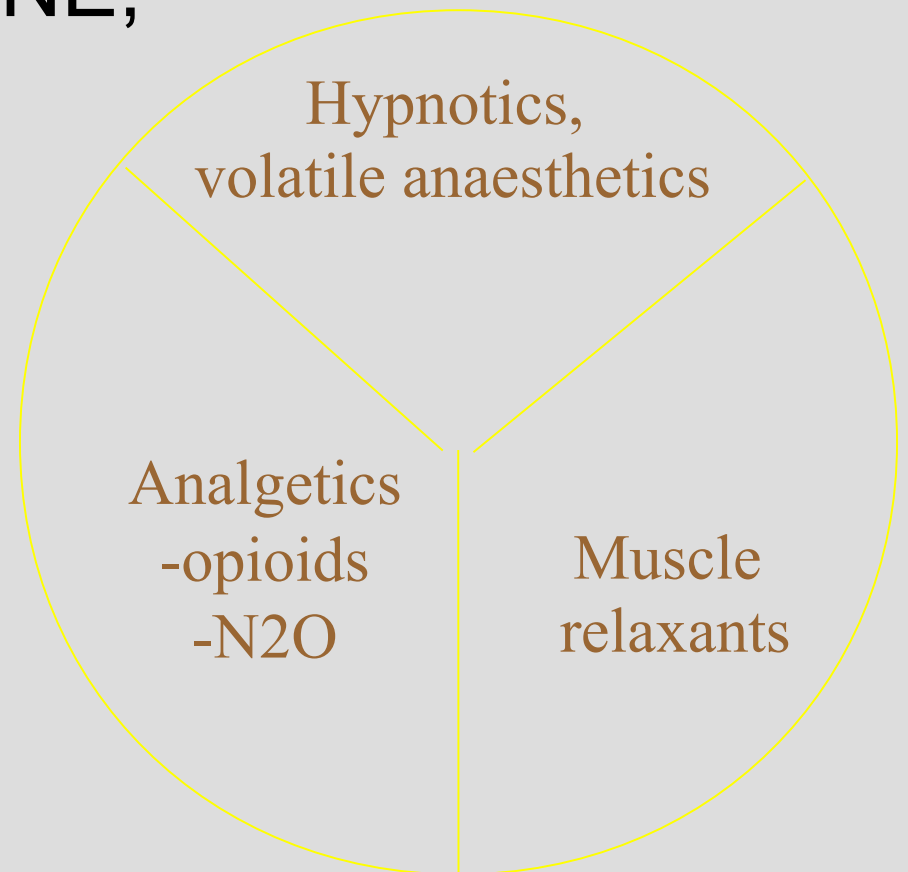 NE,
Hypnotics,
volatile anaesthetics
Analgetics
-opioids
-N2O
Muscle
relaxants